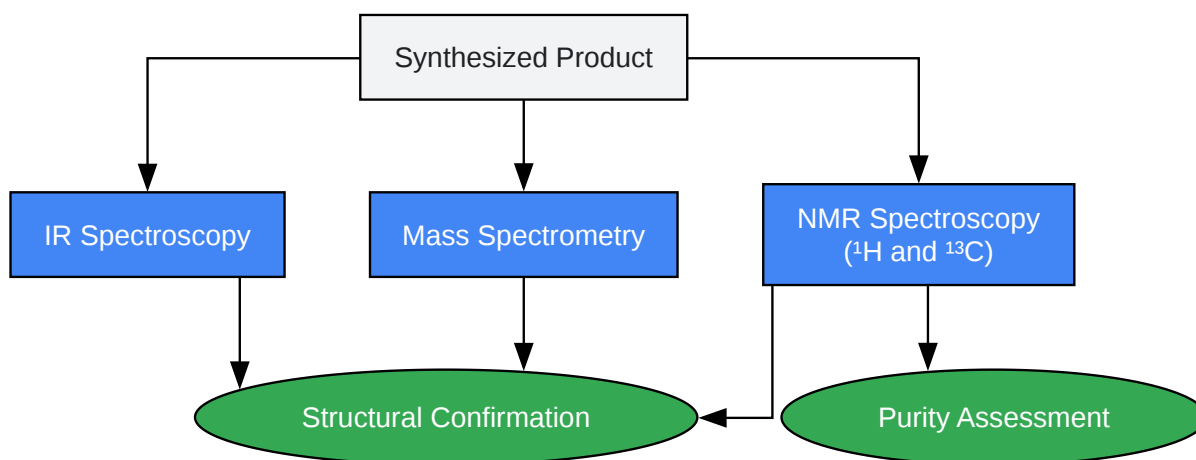 Synthesized Product
IR Spectroscopy
Mass Spectrometry
NMR Spectroscopy
(¹H and ¹³C)
Structural Confirmation
Purity Assessment